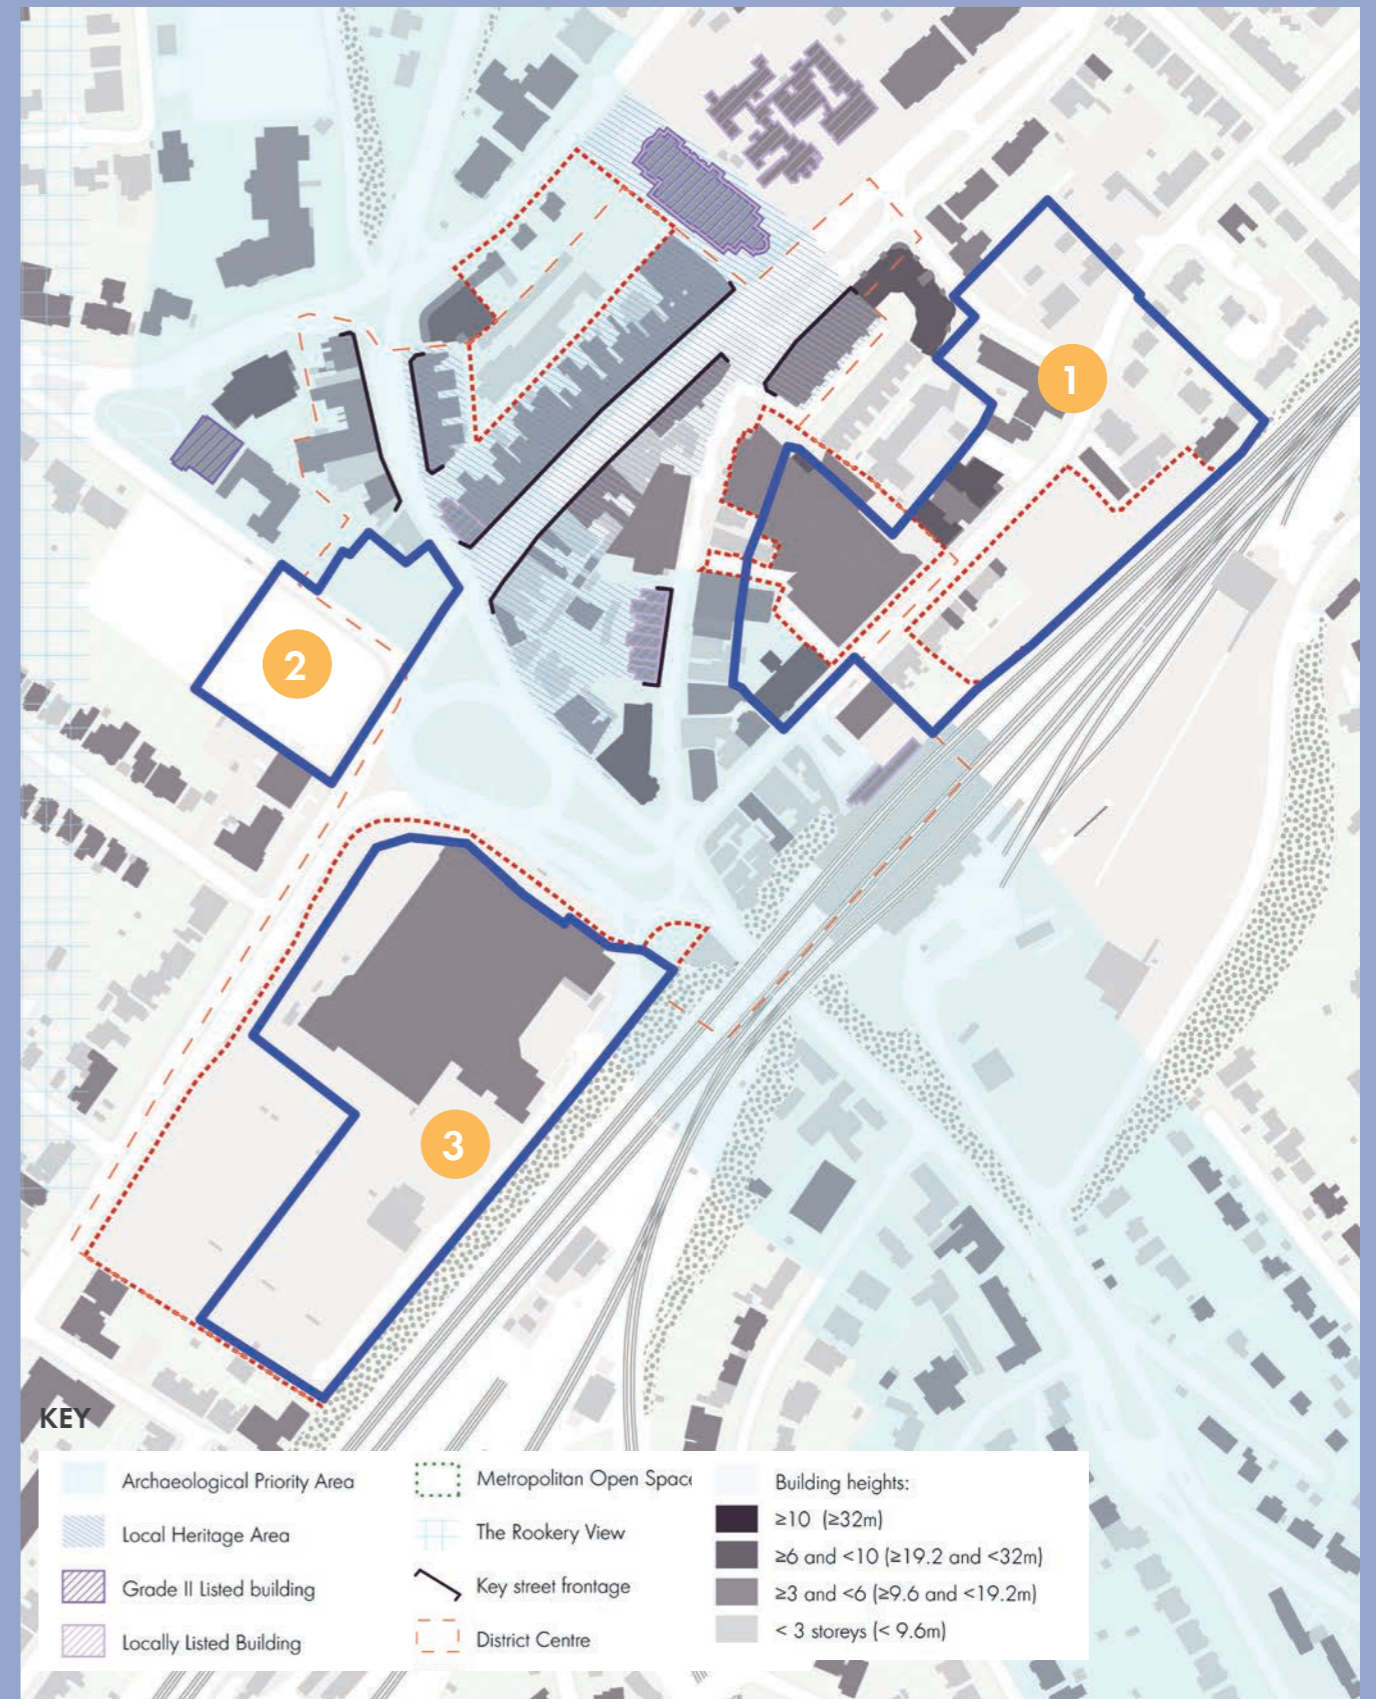 1
2
3
KEY
Archaeological Priority Area
Local Heritage Area
Grade II Listed building
Locally Listed Building
Metropolitan Open Space
The Rookery View
Key street frontage
District Centre
Building heights:
≥10 (≥32m)
≥6 and <10 (≥19.2 and <32m)
≥3 and <6 (≥9.6 and <19.2m)
< 3 storeys (< 9.6m)